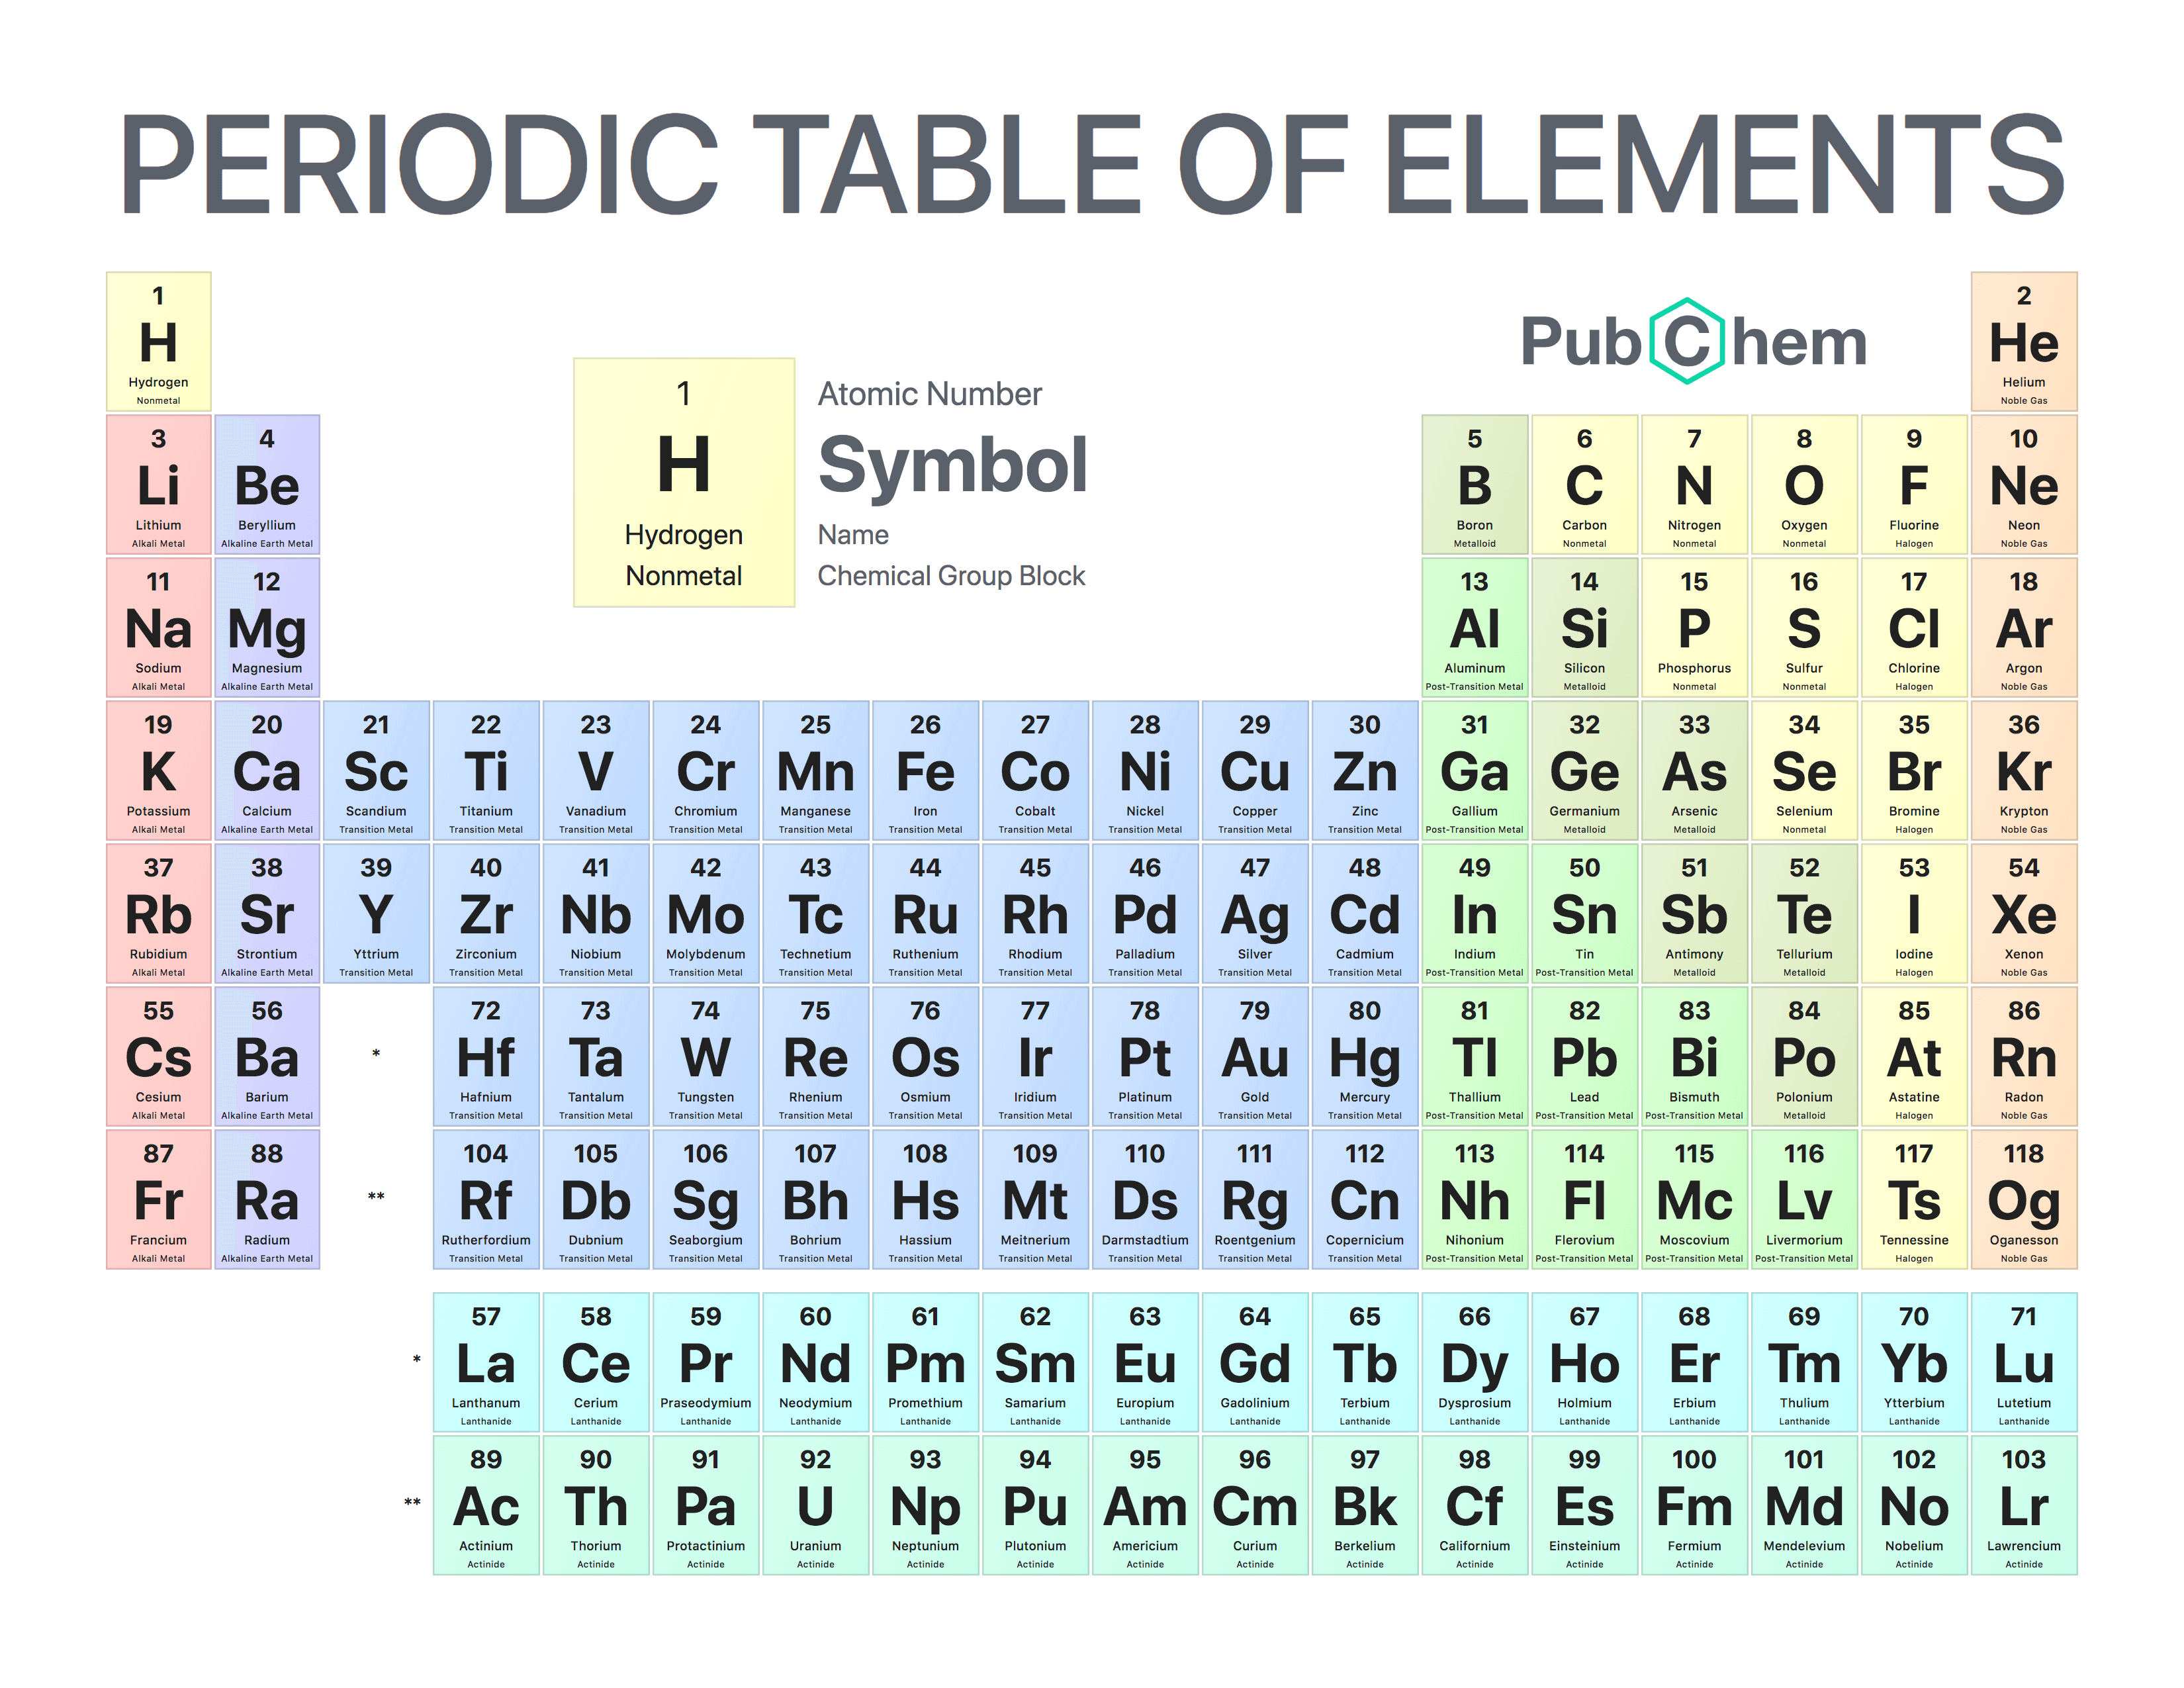 PERIODIC TABLE OF ELEMENTS
PubChem
1 Atomic Number
H Symbol
Hydrogen Name
Nonmetal Chemical Group Block
1 2
H He
Hydrogen Helium
Nonmetal Noble Gas
3 4 5 6 7 8 9 10
Li Be B C N O F Ne
Lithium Beryllium Boron Carbon Nitrogen Oxygen Fluorine Neon
Alkali Metal Alkaline Earth Metal Metalloid Nonmetal Nonmetal Nonmetal Halogen Noble Gas
11 12 13 14 15 16 17 18
Na Mg Al Si P S Cl Ar
Sodium Magnesium Aluminum Silicon Phosphorus Sulfur Chlorine Argon
Alkali Metal Alkaline Earth Metal Post-Transition Metal Metalloid Nonmetal Nonmetal Halogen Noble Gas
19 20 21 22 23 24 25 26 27 28 29 30 31 32 33 34 35 36
K Ca Sc Ti V Cr Mn Fe Co Ni Cu Zn Ga Ge As Se Br Kr
Potassium Calcium Scandium Titanium Vanadium Chromium Manganese Iron Cobalt Nickel Copper Zinc Gallium Germanium Arsenic Selenium Bromine Krypton
Alkali Metal Alkaline Earth Metal Transition Metal Transition Metal Transition Metal Transition Metal Transition Metal Transition Metal Transition Metal Transition Metal Transition Metal Transition Metal Post-Transition Metal Metalloid Metalloid Nonmetal Halogen Noble Gas
37 38 39 40 41 42 43 44 45 46 47 48 49 50 51 52 53 54
Rb Sr Y Zr Nb Mo Tc Ru Rh Pd Ag Cd In Sn Sb Te I Xe
Rubidium Strontium Yttrium Zirconium Niobium Molybdenum Technetium Ruthenium Rhodium Palladium Silver Cadmium Indium Tin Antimony Tellurium Iodine Xenon
Alkali Metal Alkaline Earth Metal Transition Metal Transition Metal Transition Metal Transition Metal Transition Metal Transition Metal Transition Metal Transition Metal Transition Metal Transition Metal Post-Transition Metal Post-Transition Metal Metalloid Metalloid Halogen Noble Gas
55 56 72 73 74 75 76 77 78 79 80 81 82 83 84 85 86
Cs Ba * Hf Ta W Re Os Ir Pt Au Hg Tl Pb Bi Po At Rn
Cesium Barium Hafnium Tantalum Tungsten Rhenium Osmium Iridium Platinum Gold Mercury Thallium Lead Bismuth Polonium Astatine Radon
Alkali Metal Alkaline Earth Metal Transition Metal Transition Metal Transition Metal Transition Metal Transition Metal Transition Metal Transition Metal Transition Metal Transition Metal Post-Transition Metal Post-Transition Metal Post-Transition Metal Metalloid Halogen Noble Gas
87 88 104 105 106 107 108 109 110 111 112 113 114 115 116 117 118
Fr Ra ** Rf Db Sg Bh Hs Mt Ds Rg Cn Nh Fl Mc Lv Ts Og
Francium Radium Rutherfordium Dubnium Seaborgium Bohrium Hassium Meitnerium Darmstadtium Roentgenium Copernicium Nihonium Flerovium Moscovium Livermorium Tennessine Oganesson
Alkali Metal Alkaline Earth Metal Transition Metal Transition Metal Transition Metal Transition Metal Transition Metal Transition Metal Transition Metal Transition Metal Transition Metal Post-Transition Metal Post-Transition Metal Post-Transition Metal Post-Transition Metal Halogen Noble Gas
57 58 59 60 61 62 63 64 65 66 67 68 69 70 71
* La Ce Pr Nd Pm Sm Eu Gd Tb Dy Ho Er Tm Yb Lu
Lanthanum Cerium Praseodymium Neodymium Promethium Samarium Europium Gadolinium Terbium Dysprosium Holmium Erbium Thulium Ytterbium Lutetium
Lanthanide Lanthanide Lanthanide Lanthanide Lanthanide Lanthanide Lanthanide Lanthanide Lanthanide Lanthanide Lanthanide Lanthanide Lanthanide Lanthanide Lanthanide
89 90 91 92 93 94 95 96 97 98 99 100 101 102 103
** Ac Th Pa U Np Pu Am Cm Bk Cf Es Fm Md No Lr
Actinium Thorium Protactinium Uranium Neptunium Plutonium Americium Curium Berkelium Californium Einsteinium Fermium Mendelevium Nobelium Lawrencium
Actinide Actinide Actinide Actinide Actinide Actinide Actinide Actinide Actinide Actinide Actinide Actinide Actinide Actinide Actinide